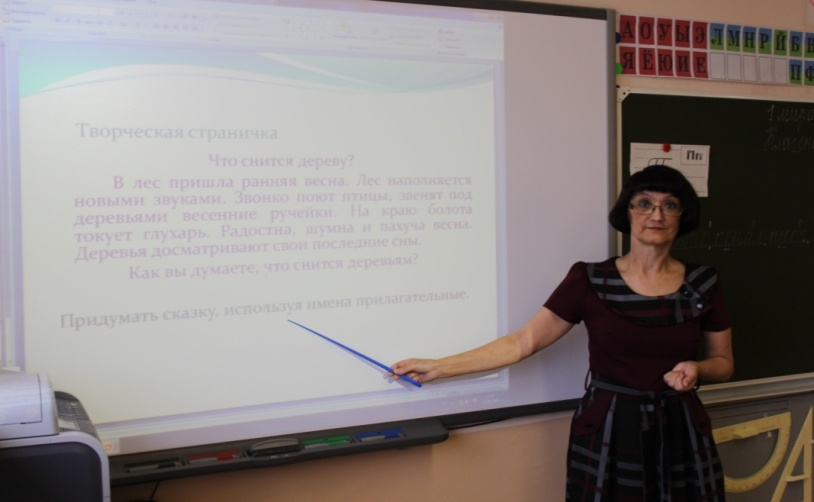 Творческая страничка
Что снится дереву?
В лес пришла ранняя весна. Лес наполняется
новыми звуками. Звонко поют птицы, звенят под
деревьями весенние ручейки. На краю болота
токует глухарь. Радостна, шумна и пахуча весна.
Деревья досматривают свои последние сны.
Как вы думаете, что снится деревьям?
Придумать сказку, используя имена прилагательные.
А О У Ы Э Л М Н Р Й Б В
Я Ё Ю И Е П Ф
П Пп